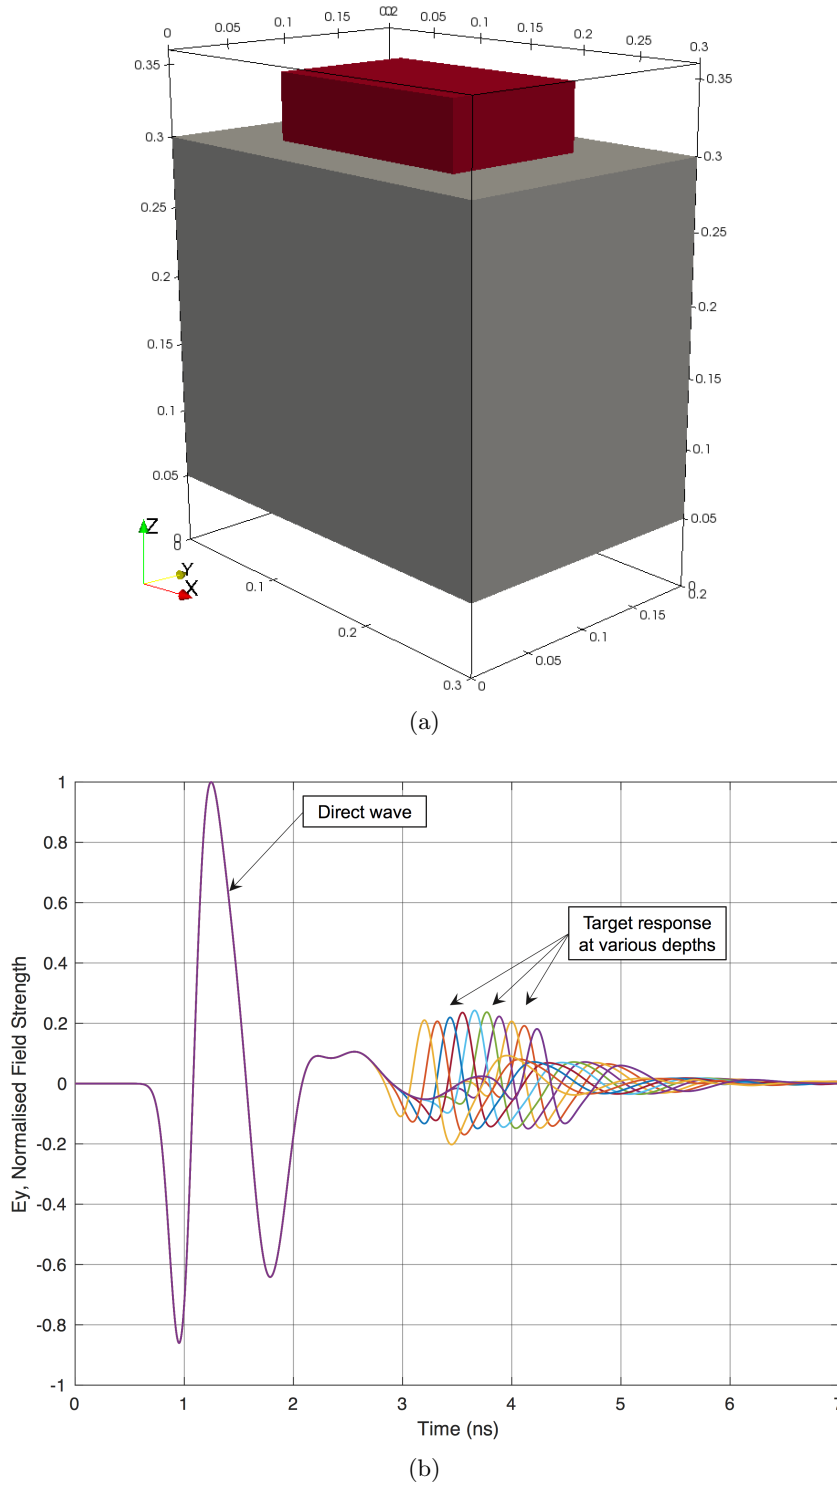 0 0.05 0.1 0.15 0.2 0 0.05 0.1 0.15 0.2 0.25 0.3
0.35 0.35
0.3 0.3
0.25 0.25
0.2 0.2
0.15 0.15
0.1 0.1
0.05 0.05
0 0
0 0.2
Z
Y
X
0.1 0.15
0.2 0.1
0.05
0.3 0
(a)
1
Direct wave
0.8
0.6
Target response
at various depths
0.4
0.2
0
-0.2
-0.4
-0.6
-0.8
-1
Ey, Normalised Field Strength
0 1 2 3 4 5 6 7
Time (ns)
(b)